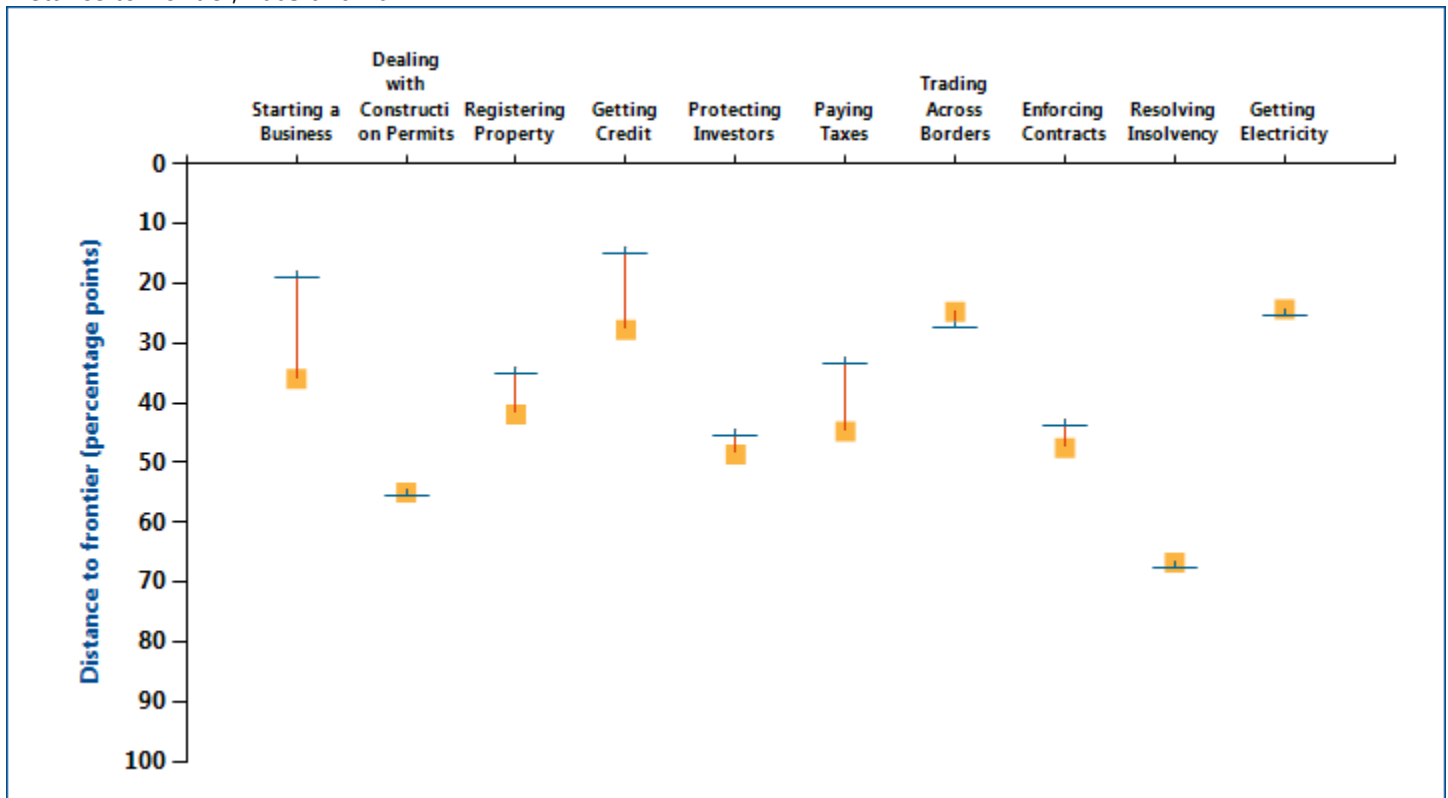 Dealing
with
Starting a Constructi Registering Getting Protecting Paying Trading Across Borders Enforcing Resolving Getting
Business on Permits Property Credit Investors Taxes Contracts Insolvency Electricity
0
10
20
30
40
50
60
70
80
90
100
Distance to frontier (percentage points)